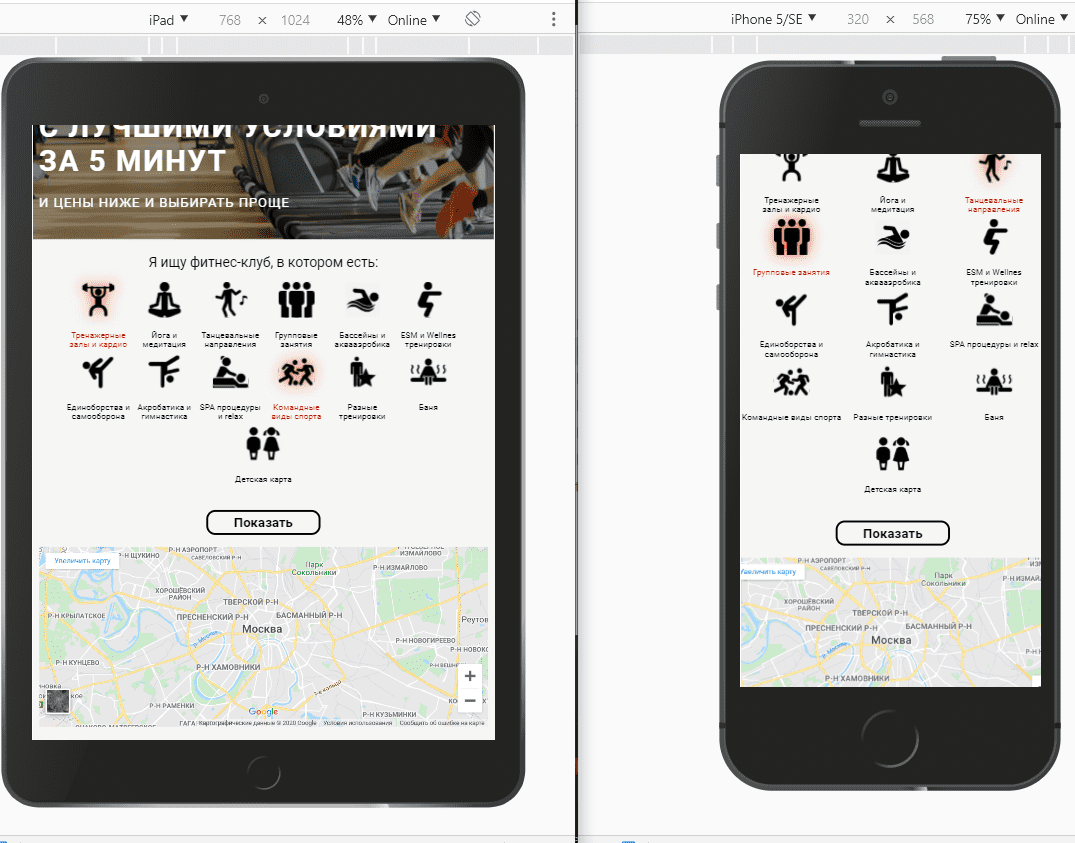 iPad ▼ 768 × 1024 48% ▼ Online ▼
С ЛУЧШИМИ УСЛОВИЯМИ
ЗА 5 МИНУТ
И ЦЕНЫ НИЖЕ И ВЫБИРАТЬ ПРОЩЕ
Я ищу фитнес-клуб, в котором есть:
Тренажерные
залы и кардио
Йога и
медитация
Танцевальные
направления
Групповые
занятия
Бассейны и
аквааэробика
ESM и Wellnes
тренировки
Единоборства и
самооборона
Акробатика и
гимнастика
SPA процедуры
и relax
Командные
виды спорта
Разные
тренировки
Баня
Детская карта
Показать
Увеличить карту
Р-Н ЩУКИНО
Р-Н АЭРОПОРТ
САВЕЛОВСКИЙ Р-Н
Парк
Сокольники
ИЗМАЙЛОВО
Р-Н ИЗМАЙЛОВО
ХОРОШЁВСКИЙ
РАЙОН
ТВЕРСКОЙ Р-Н
Р-Н КРЫЛАТСКОЕ
ПРЕСНЕНСКИЙ Р-Н
БАСМАННЫЙ Р-Н
Реутов
Москва
Р-Н НОВОГИРЕЕВО
Р-Н КУНЦЕВО
Р-Н ХАМОВНИКИ
Р-Н РАМЕНКИ
Google
Р-Н КУЗЬМИНКИ
Картографические данные © 2020 Google Условия использования Сообщить об ошибке на карте
iPhone 5/SE ▼ 320 × 568 75% ▼ Online ▼
Тренажерные
залы и кардио
Йога и
медитация
Танцевальные
направления
Групповые занятия
Бассейны и
аквааэробика
ESM и Wellnes
тренировки
Единоборства и
самооборона
Акробатика и
гимнастика
SPA процедуры и relax
Командные виды спорта
Разные тренировки
Баня
Детская карта
Показать
Увеличить карту
Р-Н АЭРОПОРТ
САВЕЛОВСКИЙ Р-Н
Парк
Сокольники
ХОРОШЁВСКИЙ
РАЙОН
ТВЕРСКОЙ Р-Н
ПРЕСНЕНСКИЙ Р-Н
БАСМАННЫЙ Р-Н
Москва
Р-Н ХАМОВНИКИ